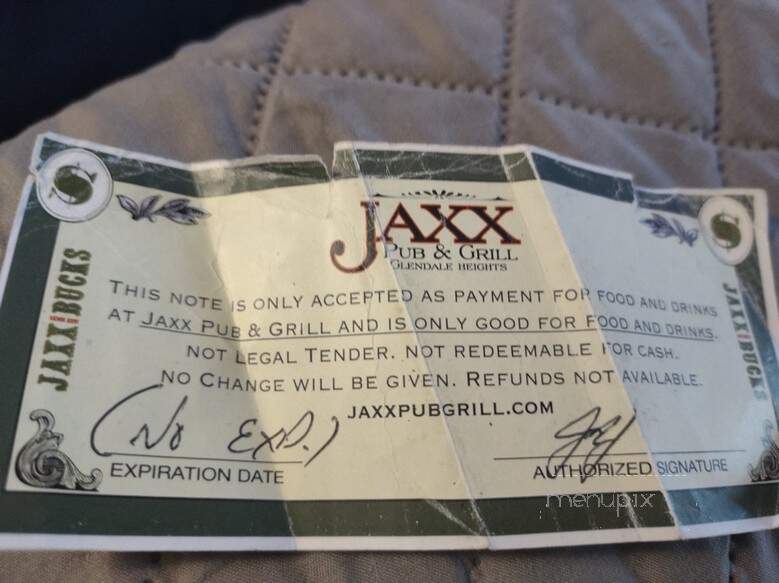 JAXX
PUB & GRILL
GLENDALE HEIGHTS
THIS NOTE IS ONLY ACCEPTED AS PAYMENT FOR FOOD AND DRINKS
AT JAXX PUB & GRILL AND IS ONLY GOOD FOR FOOD AND DRINKS.
NOT LEGAL TENDER. NOT REDEEMABLE FOR CASH.
NO CHANGE WILL BE GIVEN. REFUNDS NOT AVAILABLE.
JAXXPUBGRILL.COM
(No Exp.)
EXPIRATION DATE
AUTHORIZED SIGNATURE
JAXX BUCKS
JAXX BUCKS
$
$
menupix